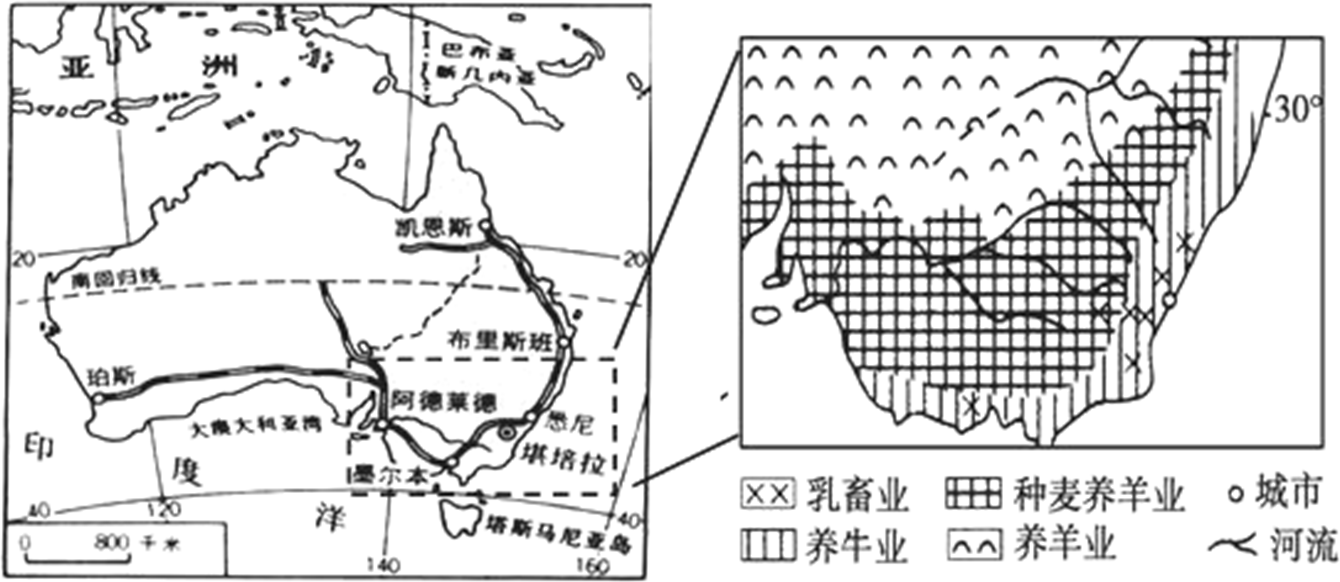 亚 洲
巴布亚
新几内亚
凯恩斯
20
20
南回归线
布里斯班
珀斯
阿德莱德
大澳大利亚湾
悉尼
堪培拉
墨尔本
印
度
洋
塔斯马尼亚岛
40
120
40
0 800 千米
140
160
30°
乳畜业 种麦养羊业 城市
养牛业 养羊业 河流